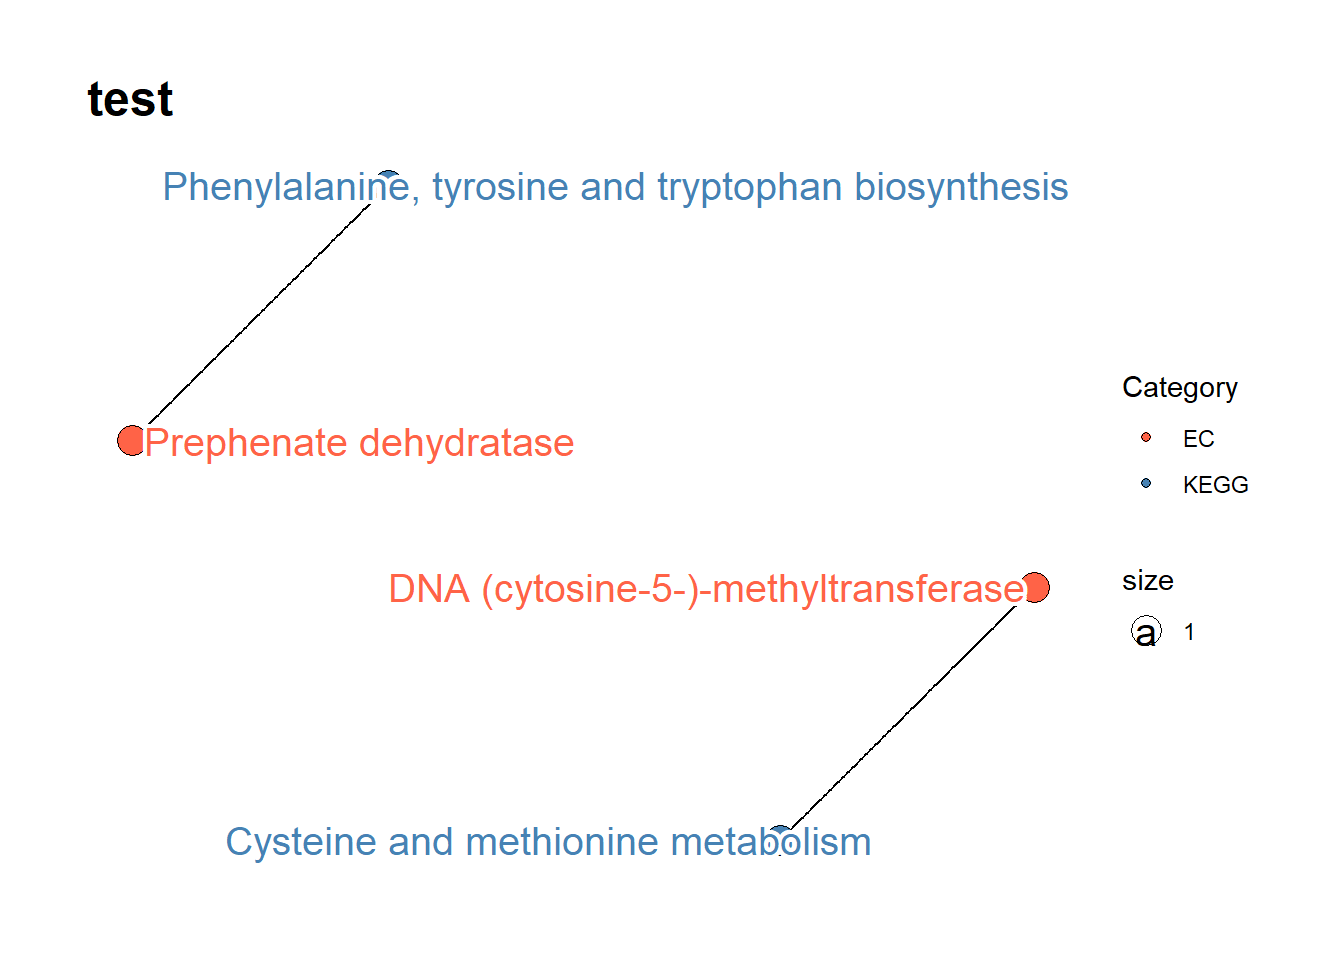 test
Phenylalanine, tyrosine and tryptophan biosynthesis
Prephenate dehydratase
DNA (cytosine-5-)-methyltransferase
Cysteine and methionine metabolism
Category
EC
KEGG
size
a 1